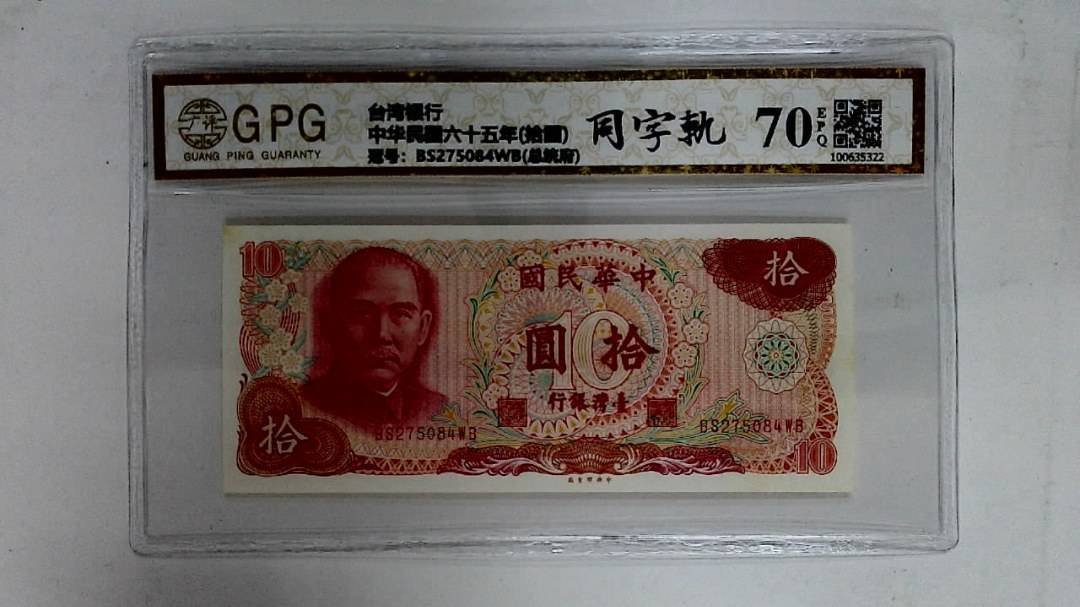 GPG
GUANG PING GUARANTY
台湾银行
中华民國六十五年(拾圓)
冠号: BS275084WB(总统府)
同字軌
70
EPQ
100635322
10
中華民國
拾
10
拾圓
臺灣銀行
BS275084WB
BS275084WB
拾
10